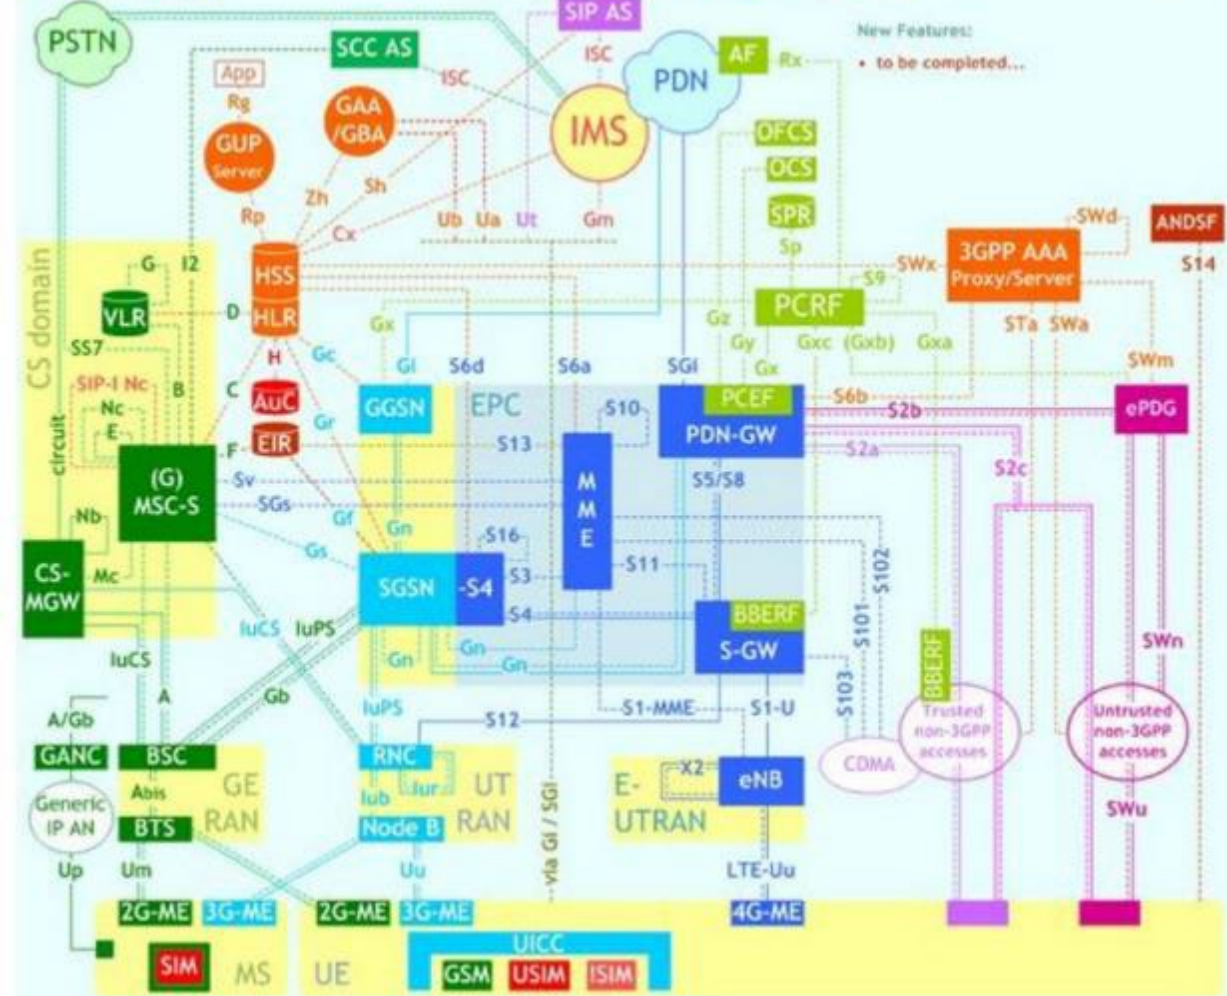 SIP AS
PSTN
SCC AS
ISC
ISC
PDN
AF
Rx
New Features:
• to be completed...
App
Rg
GAA
/GBA
IMS
GUP
Server
OFCS
OCS
SPR
Sp
Zh
Sh
Rp
Cx
Ub
Ua
Ut
Gm
SWd
ANDSF
S14
3GPP AAA
Proxy/Server
SWx
S9
PCRF
CS domain
G
I2
HSS
HLR
VLR
D
SS7
Gx
Gz
Gy
Gx
Gxc
(Gxb)
Gxa
STa
SWa
SWm
H
Gc
Gi
S6d
S6a
SGi
SIP-I Nc
Nc
E
B
C
AuC
Gr
GGSN
EPC
S10
PCEF
PDN-GW
S6b
S2b
ePDG
circuit
F
EIR
S13
S2a
S2c
(G)
MSC-S
Sv
SGs
MME
S5/S8
Nb
Gf
Gn
Gs
S16
S102
CS-
MGW
Mc
SGSN
-S4
S3
S11
S4
S101
BBERF
S-GW
IuCS
IuPS
IuCS
Gn
Gn
Gn
BBERF
SWn
A
Gb
S103
A/Gb
IuPS
S12
S1-MME
S1-U
Trusted
non-3GPP
accesses
Untrusted
non-3GPP
accesses
GANC
BSC
RNC
CDMA
Generic
IP AN
Abis
GE
RAN
Iur
Iub
UT
RAN
E-
UTRAN
X2
eNB
BTS
Node B
via Gi / SGi
SWu
Up
Um
Uu
LTE-Uu
2G-ME
3G-ME
2G-ME
3G-ME
4G-ME
SIM
MS
UE
UICC
GSM
USIM
ISIM